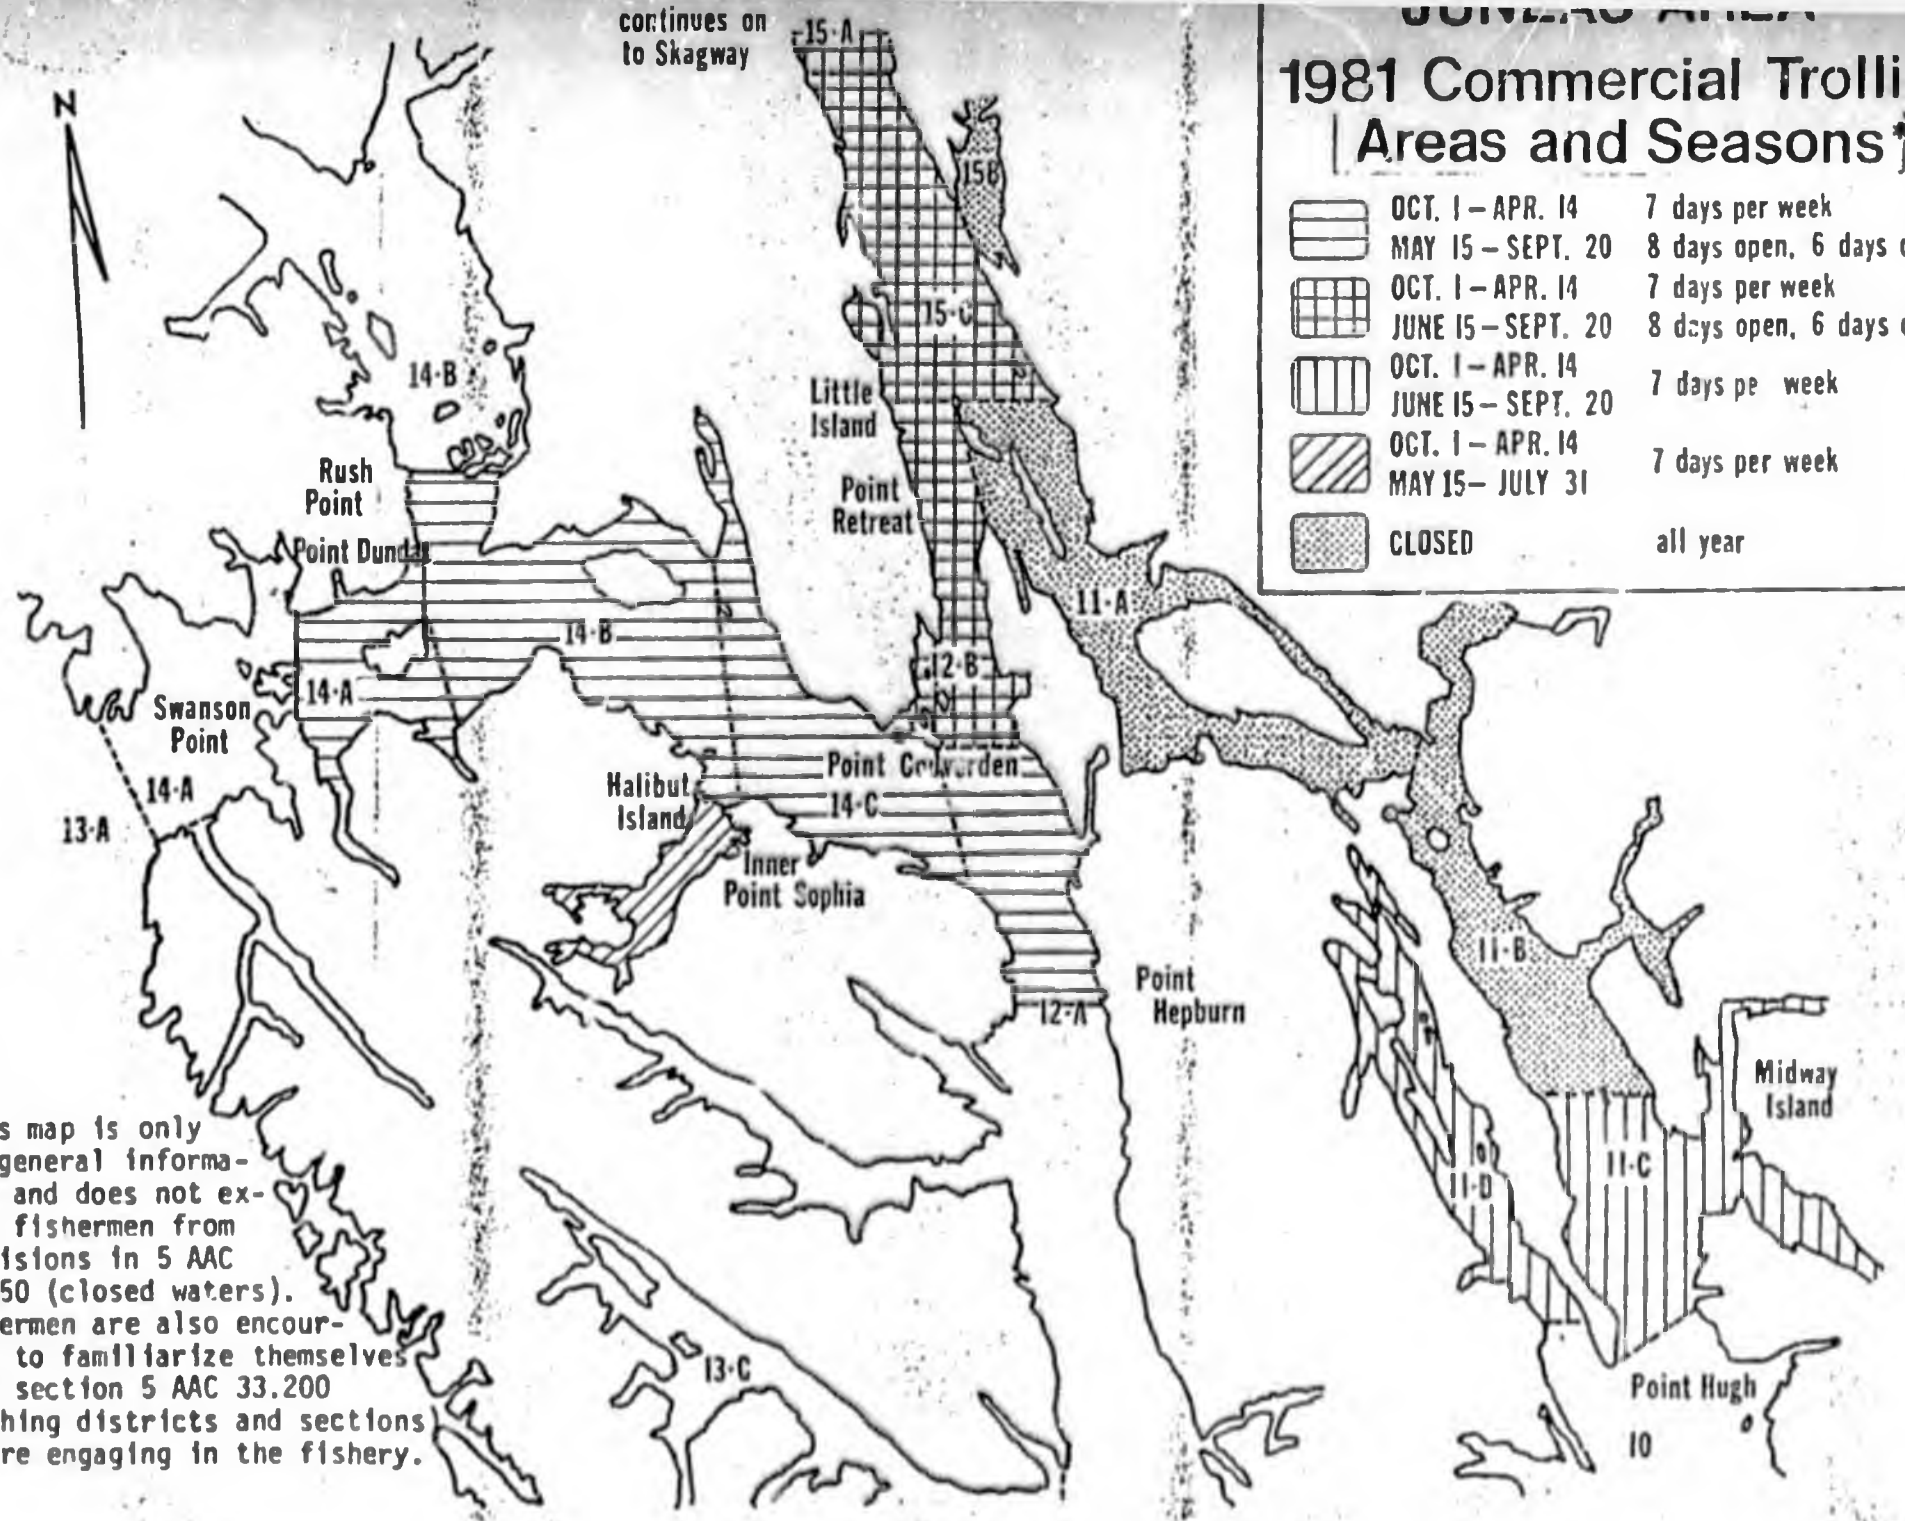 continues on
to Skagway
N
JUNEAU AREA
1981 Commercial Trolli
Areas and Seasons*
OCT. 1 – APR. 14 7 days per week
MAY 15 – SEPT. 20 8 days open, 6 days c
OCT. 1 – APR. 14 7 days per week
JUNE 15 – SEPT. 20 8 days open, 6 days
OCT. 1 – APR. 14
JUNE 15 – SEPT. 20 7 days pe week
OCT. 1 – APR. 14
MAY 15 – JULY 31 7 days per week
CLOSED all year
15-A
15B
15-C
14-B
Little
Island
Rush
Point
Point
Retreat
Point Dundas
11-A
14-B
12-B
14-A
Swanson
Point
Point Couverden
14-A
Halibut
Island
14-C
13-A
Inner
Point Sophia
11-B
Point
Hepburn
12-A
Midway
Island
11-C
11-D
s map is only
general informa-
and does not ex-
fishermen from
isions in 5 AAC
50 (closed waters).
ermen are also encour-
to familiarize themselves
section 5 AAC 33.200
hing districts and sections
re engaging in the fishery.
13-C
Point Hugh
10